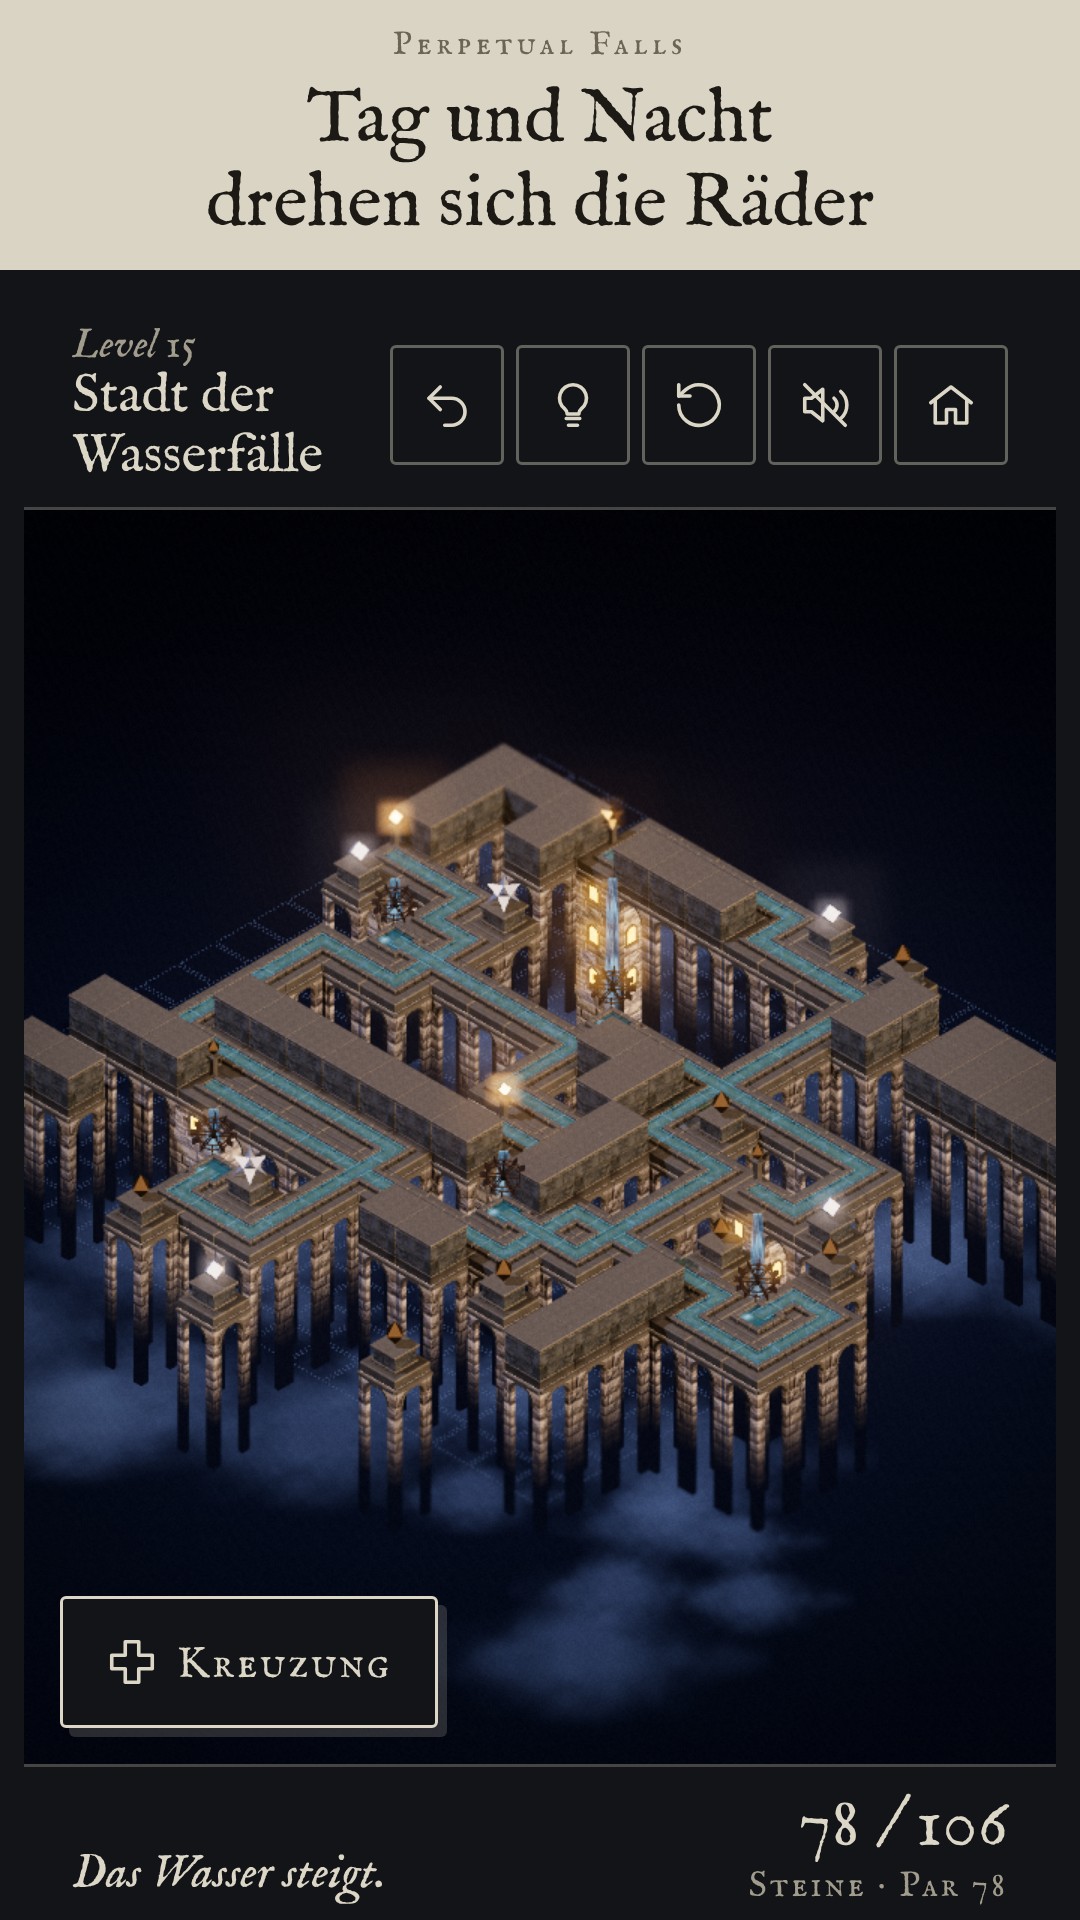 Perpetual Falls
Tag und Nacht
drehen sich die Räder
Level 15
Stadt der
Wasserfälle
Kreuzung
78 / 106
Das Wasser steigt.
Steine · Par 78